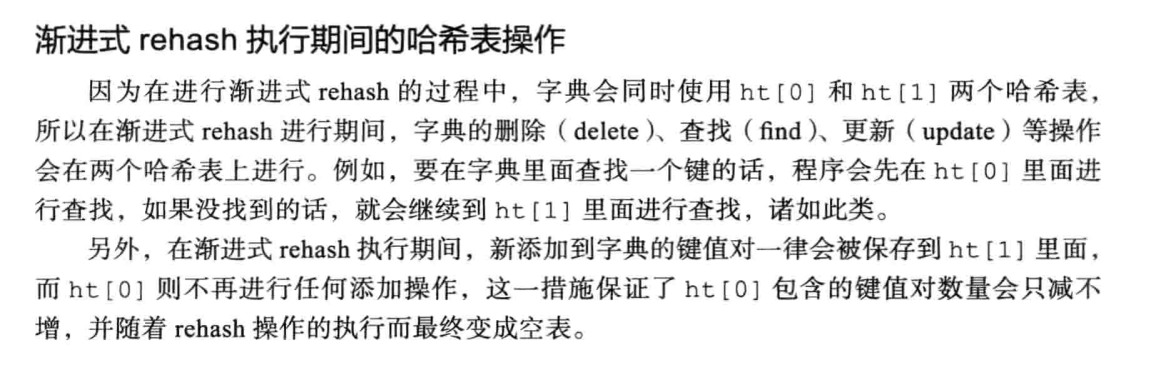 渐进式 rehash 执行期间的哈希表操作
因为在进行渐进式 rehash 的过程中，字典会同时使用 ht[0] 和 ht[1] 两个哈希表，
所以在渐进式 rehash 进行期间，字典的删除（delete）、查找（find）、更新（update）等操作
会在两个哈希表上进行。例如，要在字典里面查找一个键的话，程序会先在 ht[0] 里面进
行查找，如果没找到的话，就会继续到 ht[1] 里面进行查找，诸如此类。
另外，在渐进式 rehash 执行期间，新添加到字典的键值对一律会被保存到 ht[1] 里面，
而 ht[0] 则不再进行任何添加操作，这一措施保证了 ht[0] 包含的键值对数量会只减不
增，并随着 rehash 操作的执行而最终变成空表。